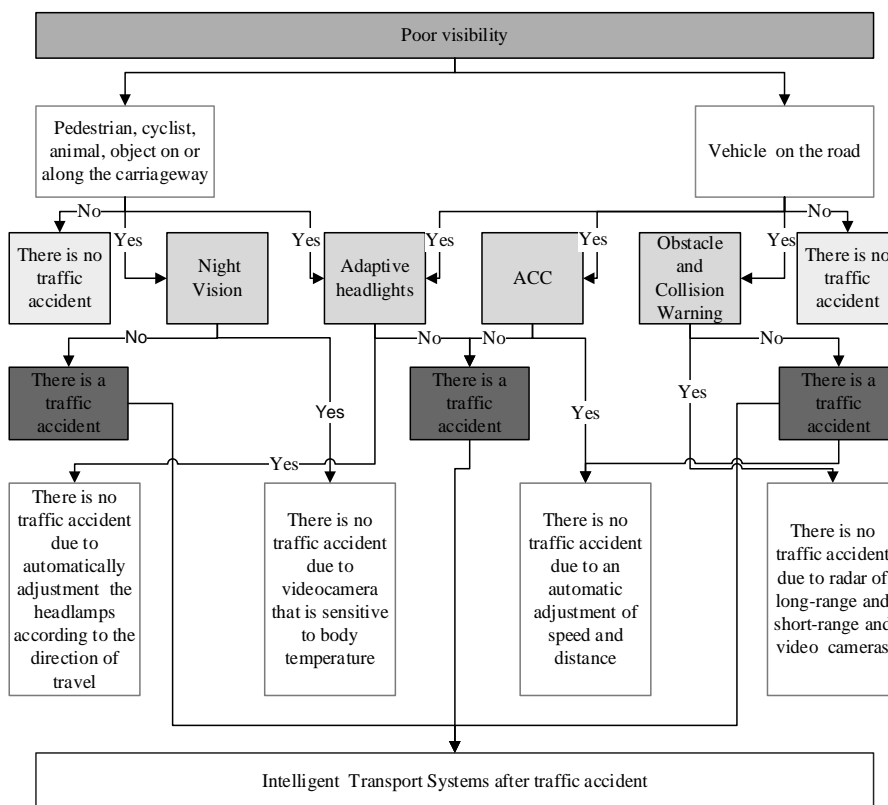 Poor visibility
Pedestrian, cyclist,
animal, object on or
along the carriageway
Vehicle on the road
No
No
Yes
Yes
Yes
Yes
Yes
There is no
traffic
accident
Night
Vision
Adaptive
headlights
ACC
Obstacle
and
Collision
Warning
There is no
traffic
accident
No
No
No
No
There is a
traffic
accident
There is a
traffic
accident
There is a
traffic
accident
Yes
Yes
Yes
Yes
There is no
traffic accident
due to
automatically
adjustment the
headlamps
according to the
direction of
travel
There is no
traffic accident
due to
videocamera
that is sensitive
to body
temperature
There is no
traffic accident
due to an
automatic
adjustment of
speed and
distance
There is no
traffic accident
due to radar of
long-range and
short-range and
video cameras
Intelligent Transport Systems after traffic accident